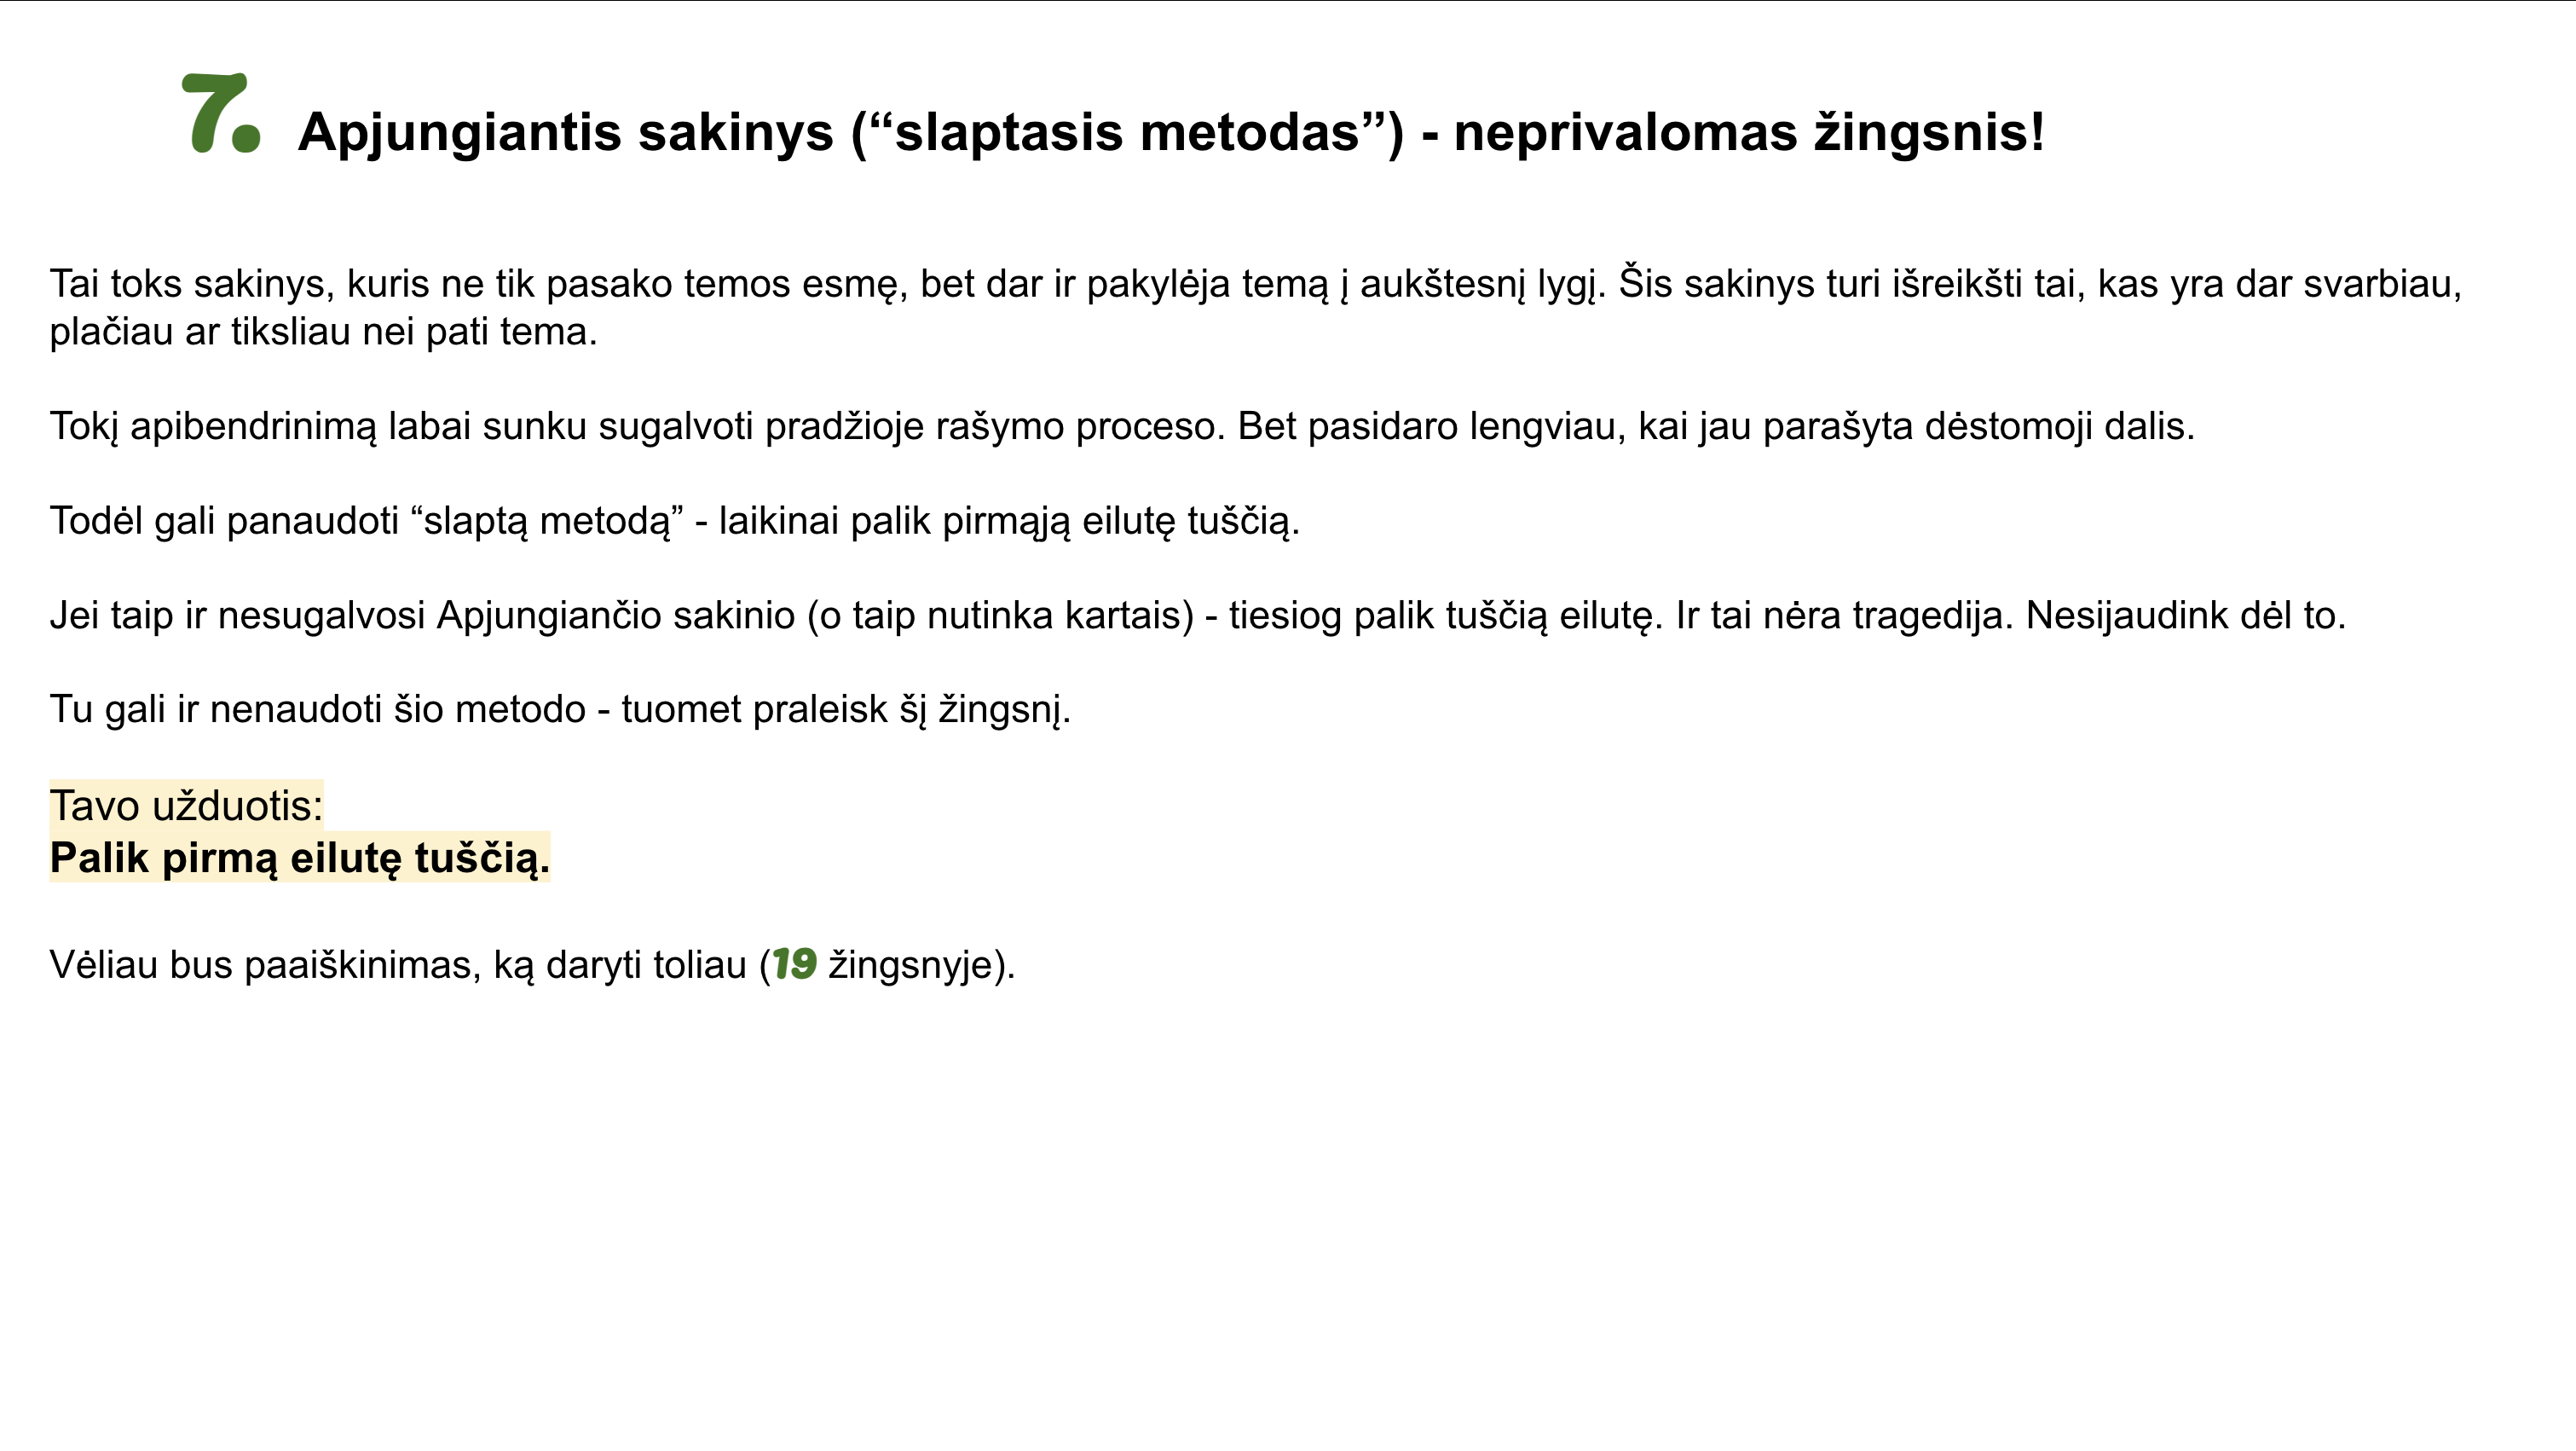 7. Apjungiantis sakinys (“slaptasis metodas”) - neprivalomas žingsnis!
Tai toks sakinys, kuris ne tik pasako temos esmę, bet dar ir pakylėja temą į aukštesnį lygį. Šis sakinys turi išreikšti tai, kas yra dar svarbiau,
plačiau ar tiksliau nei pati tema.
Tokį apibendrinimą labai sunku sugalvoti pradžioje rašymo proceso. Bet pasidaro lengviau, kai jau parašyta dėstomoji dalis.
Todėl gali panaudoti “slaptą metodą” - laikinai palik pirmąją eilutę tuščią.
Jei taip ir nesugalvosi Apjungiančio sakinio (o taip nutinka kartais) - tiesiog palik tuščią eilutę. Ir tai nėra tragedija. Nesijaudink dėl to.
Tu gali ir nenaudoti šio metodo - tuomet praleisk šį žingsnį.
Tavo užduotis:
Palik pirmą eilutę tuščią.
Vėliau bus paaiškinimas, ką daryti toliau (19 žingsnyje).